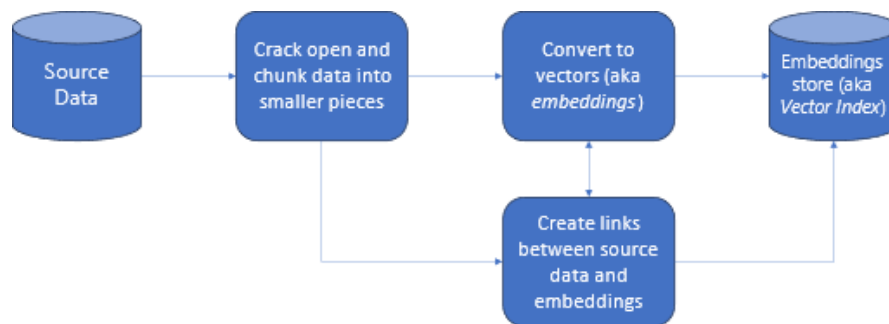 Source
Data
Crack open and
chunk data into
smaller pieces
Convert to
vectors (aka
embeddings)
Embeddings
store (aka
Vector Index)
Create links
between source
data and
embeddings